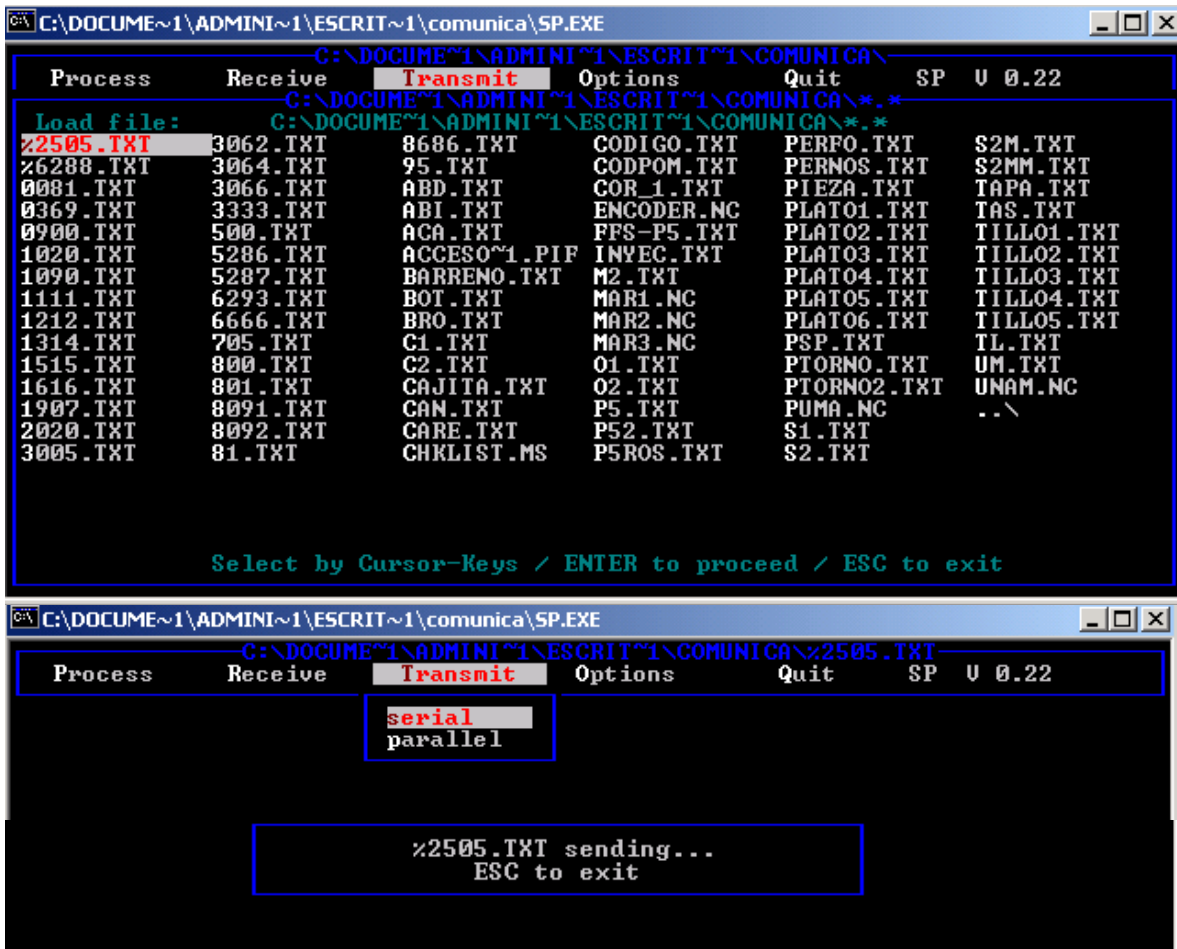 C:\DOCUME~1\ADMINI~1\ESCRIT~1\comunica\SP.EXE
C:\DOCUME~1\ADMINI~1\ESCRIT~1\COMUNICA\
Process Receive Transmit Options Quit SP V 0.22
C:\DOCUME~1\ADMINI~1\ESCRIT~1\COMUNICA\*.*
Load file: C:\DOCUME~1\ADMINI~1\ESCRIT~1\COMUNICA\*.*
%2505.TXT 3062.TXT 8686.TXT CODIGO.TXT PERFO.TXT S2M.TXT
%6288.TXT 3064.TXT 95.TXT CODPOM.TXT PERNOS.TXT S2MM.TXT
0081.TXT 3066.TXT ABD.TXT COR_1.TXT PIEZA.TXT TAPA.TXT
0369.TXT 3333.TXT ABI.TXT ENCODER.NC PLATO1.TXT TAS.TXT
0900.TXT 500.TXT ACA.TXT FFS-P5.TXT PLATO2.TXT TILLO1.TXT
1020.TXT 5286.TXT ACCESO~1.PIF INYEC.TXT PLATO3.TXT TILLO2.TXT
1090.TXT 5287.TXT BARRENO.TXT M2.TXT PLATO4.TXT TILLO3.TXT
1111.TXT 6293.TXT BOT.TXT MAR1.NC PLATO5.TXT TILLO4.TXT
1212.TXT 6666.TXT BRO.TXT MAR2.NC PLATO6.TXT TILLO5.TXT
1314.TXT 705.TXT C1.TXT MAR3.NC PSP.TXT TL.TXT
1515.TXT 800.TXT C2.TXT O1.TXT PTORNO.TXT UM.TXT
1616.TXT 801.TXT CAJITA.TXT O2.TXT PTORNO2.TXT UNAM.NC
1907.TXT 8091.TXT CAN.TXT P5.TXT PUMA.NC ..\
2020.TXT 8092.TXT CARE.TXT P52.TXT S1.TXT
3005.TXT 81.TXT CHKLIST.MS P5ROS.TXT S2.TXT
Select by Cursor-Keys / ENTER to proceed / ESC to exit
C:\DOCUME~1\ADMINI~1\ESCRIT~1\comunica\SP.EXE
C:\DOCUME~1\ADMINI~1\ESCRIT~1\COMUNICA\%2505.TXT
Process Receive Transmit Options Quit SP V 0.22
serial
parallel
%2505.TXT sending...
ESC to exit